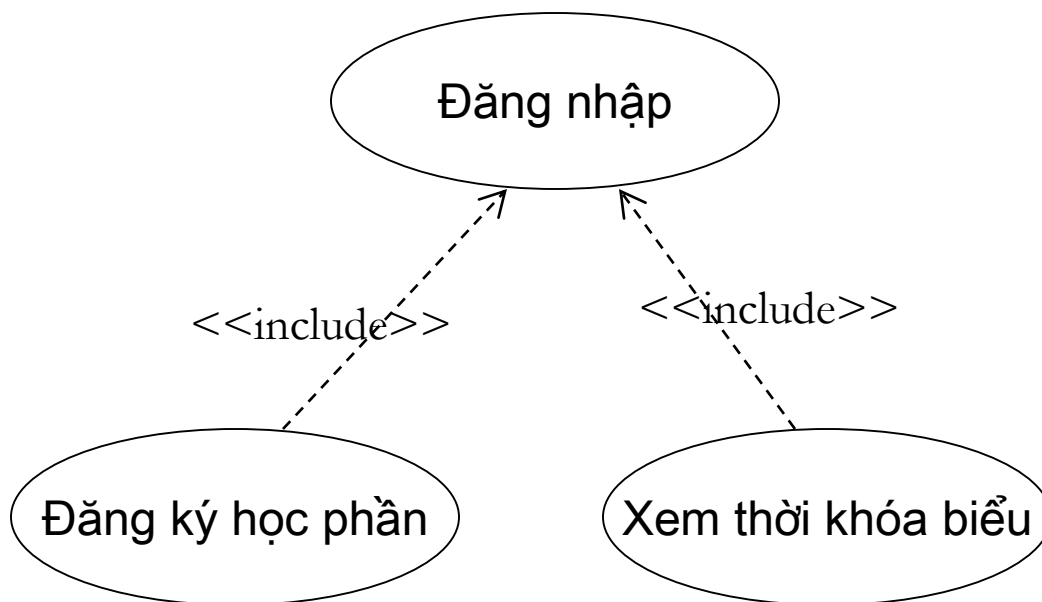 Đăng nhập
<<include>>
<<include>>
Đăng ký học phần
Xem thời khóa biểu